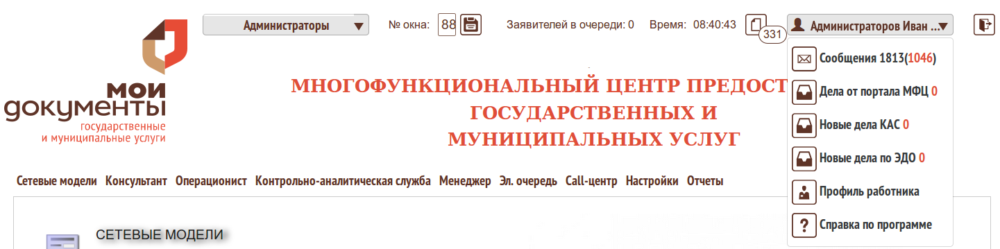 Администраторы
№ окна: 88
Заявителей в очереди: 0
Время: 08:40:43
331
Администраторов Иван ...
мои
документы
государственные
и муниципальные услуги
МНОГОФУНКЦИОНАЛЬНЫЙ ЦЕНТР ПРЕДОСТ
ГОСУДАРСТВЕННЫХ И
МУНИЦИПАЛЬНЫХ УСЛУГ
Сообщения 1813(1046)
Дела от портала МФЦ 0
Новые дела КАС 0
Новые дела по ЭДО 0
Профиль работника
Справка по программе
Сетевые модели Консультант Операционист Контрольно-аналитическая служба Менеджер Эл. очередь Call-центр Настройки Отчеты
СЕТЕВЫЕ МОДЕЛИ